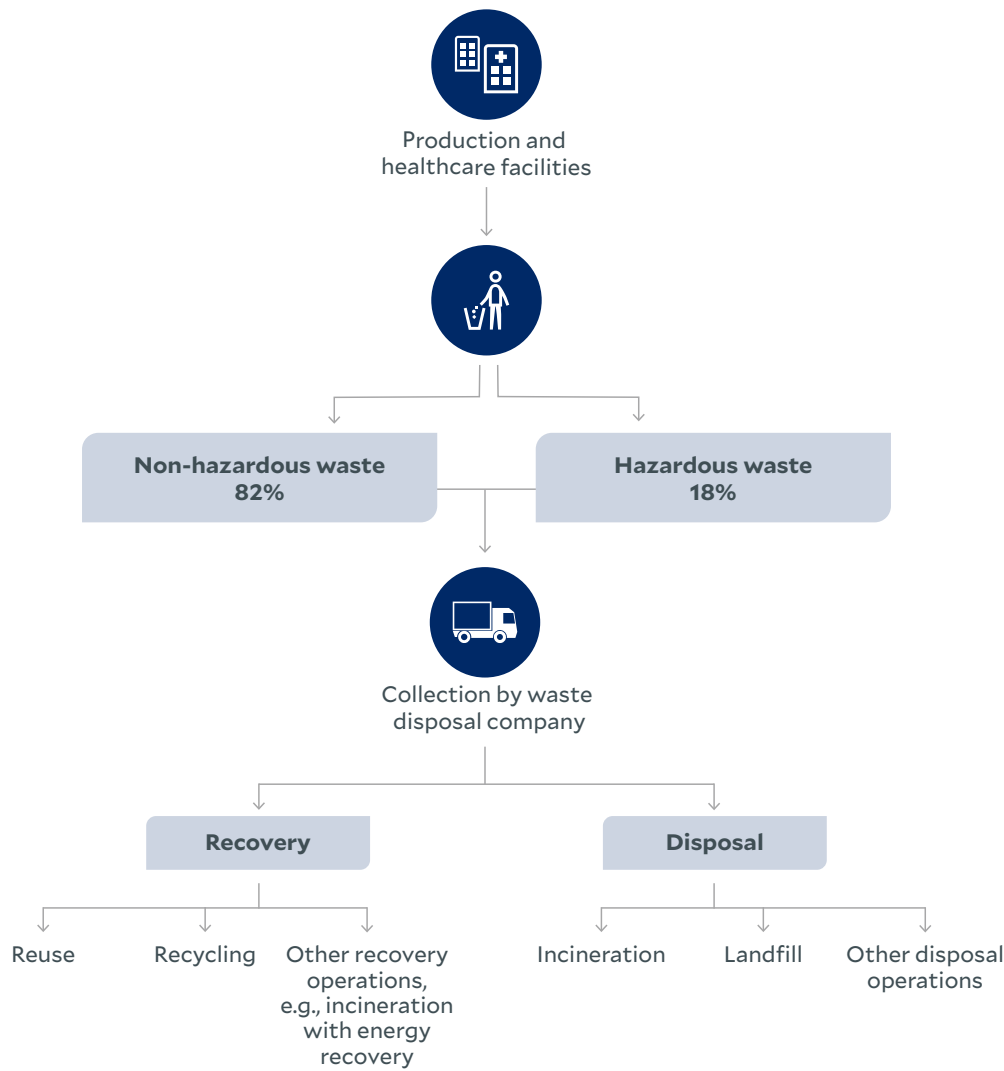 Production and
healthcare facilities
Non-hazardous waste
82%
Hazardous waste
18%
Collection by waste
disposal company
Recovery
Disposal
Reuse
Recycling
Other recovery
operations,
e.g., incineration
with energy
recovery
Incineration
Landfill
Other disposal
operations